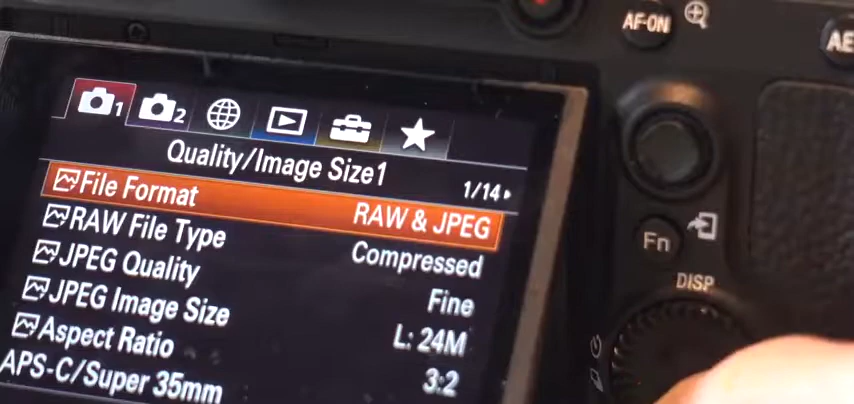 AF-ON
AE
1
2
Quality/Image Size1
1/14
File Format RAW & JPEG
RAW File Type Compressed
JPEG Quality Fine
JPEG Image Size L: 24M
Aspect Ratio 3:2
APS-C/Super 35mm
Fn
DISP